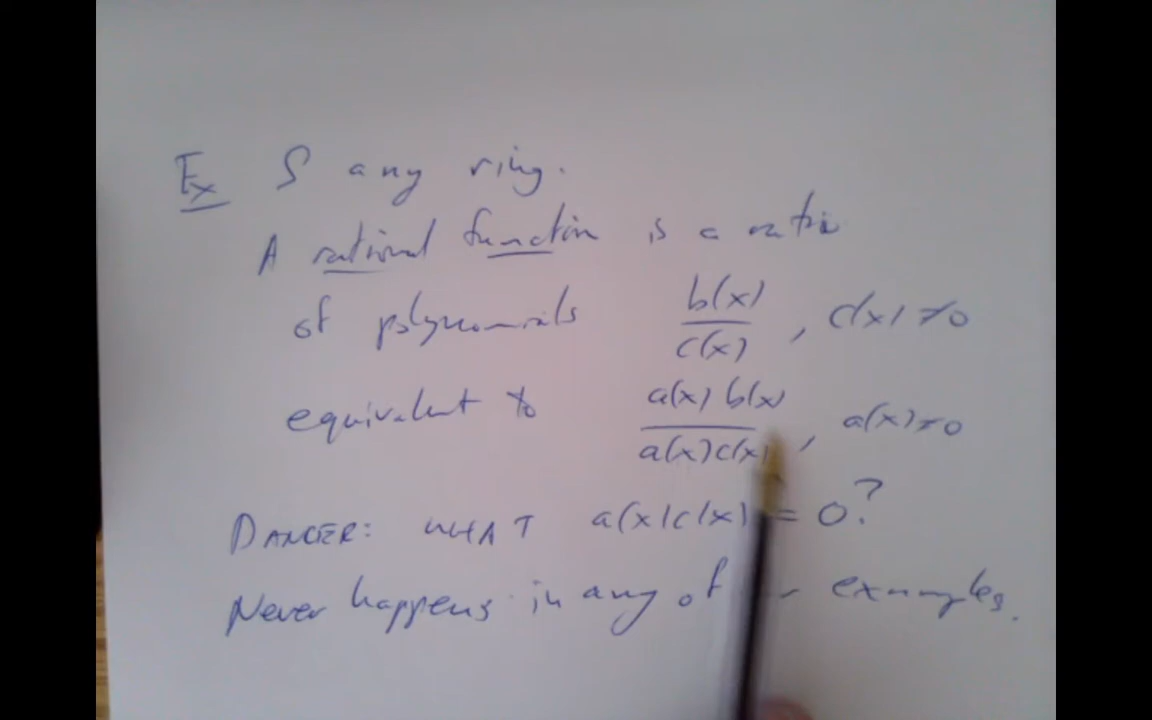 Ex S any ring.
A rational function is a ratio
of polynomials b(x)/c(x), c(x) ≠ 0
equivalent to a(x) b(x)/a(x) c(x), a(x) ≠ 0
DANGER: WHAT a(x) c(x) = 0?
Never happens in any of examples.